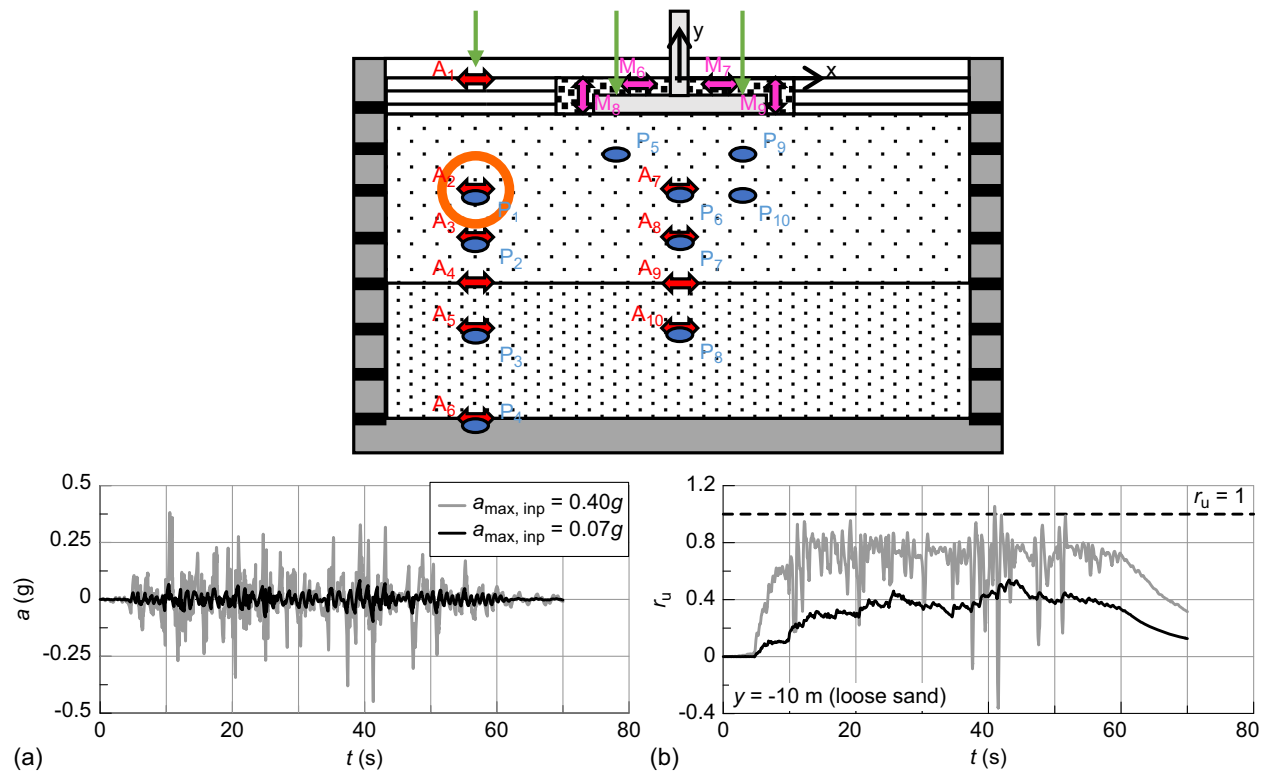 y
x
A1
M6
M7
M8
M9
P5
P9
A2
P1
A7
P6
P10
A3
P2
A8
P7
A4
A9
A5
P3
A10
P8
A6
P4
0.5
0.25
0
-0.25
-0.5
a (g)
amax, inp = 0.40g
amax, inp = 0.07g
0 20 40 60 80
(a) t (s)
1.2
0.8
0.4
0
-0.4
ru
ru = 1
y = -10 m (loose sand)
0 20 40 60 80
(b) t (s)